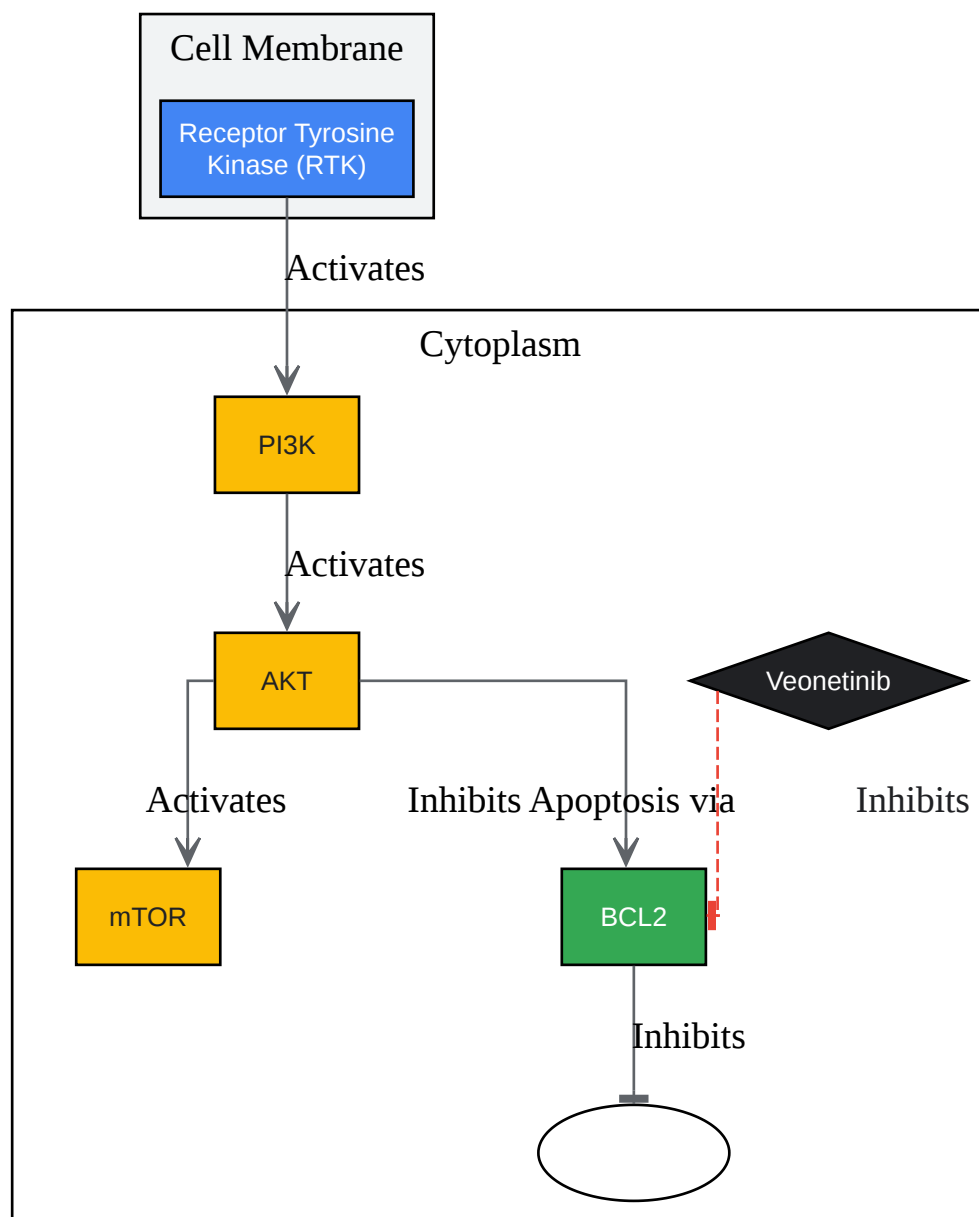 Cell Membrane
Receptor Tyrosine
Kinase (RTK)
Activates
Cytoplasm
PI3K
Activates
AKT
Veonetinib
Activates
Inhibits Apoptosis via
Inhibits
mTOR
BCL2
Inhibits